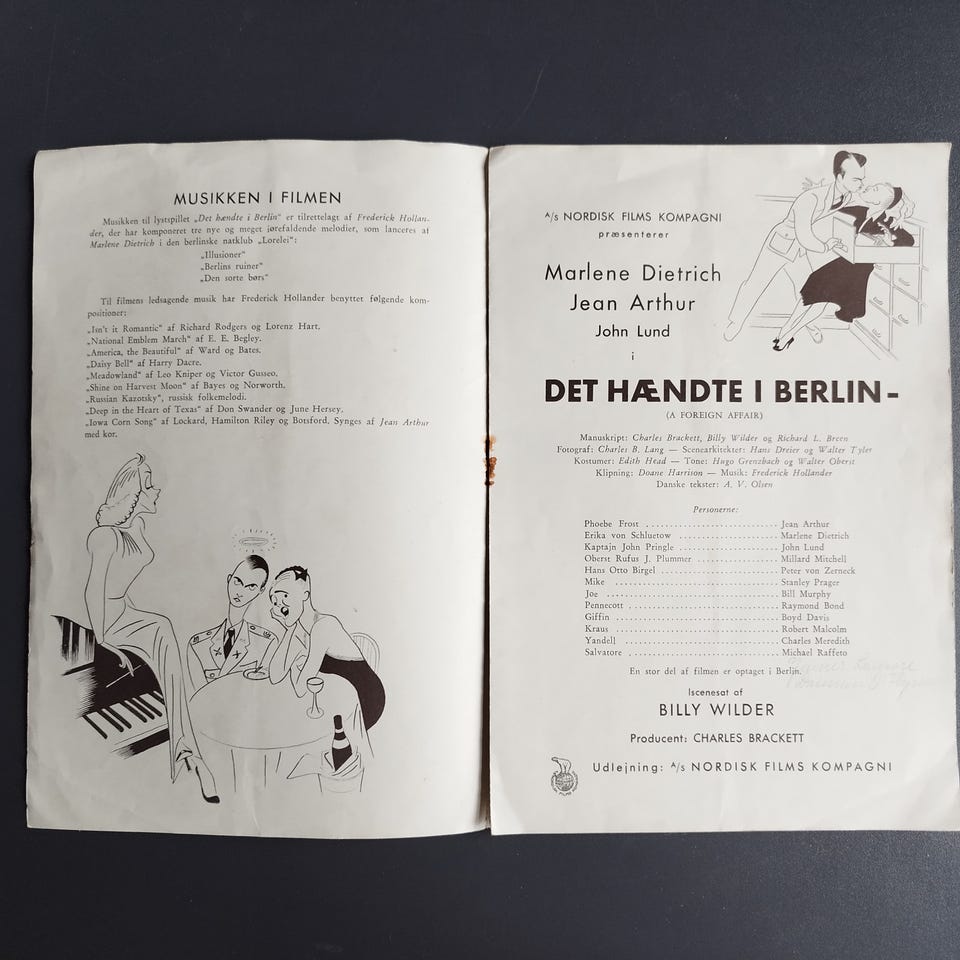 MUSIKKEN I FILMEN
Musikken til lystspillet „Det hændte i Berlin“ er tilrettelagt af Frederick Hollan-
der, der har komponeret tre nye og meget jørefaldende melodier, som lanceres af
Marlene Dietrich i den berlinske natklub „Lorelei“:
„Illusioner“
„Berlins ruiner“
„Den sorte børs“
Til filmens ledsagende musik har Frederick Hollander benyttet følgende kom-
positioner:
„Isn't it Romantic“ af Richard Rodgers og Lorenz Hart,
„National Emblem March“ af E. E. Begley.
„America, the Beautiful“ af Ward og Bates.
„Daisy Bell“ af Harry Dacre.
„Meadowland“ af Leo Kniper og Victor Gusseo.
„Shine on Harvest Moon“ af Bayes og Norworth.
„Russian Kazotsky“, russisk folkemelodi.
„Deep in the Heart of Texas“ af Don Swander og June Hersey.
„Iowa Corn Song“ af Lockard, Hamilton Riley og Botsford. Synges af Jean Arthur
med kor.
A/S NORDISK FILMS KOMPAGNI
præsenterer
Marlene Dietrich
Jean Arthur
John Lund
i
DET HÆNDTE I BERLIN-
(A FOREIGN AFFAIR)
Manuskript: Charles Brackett, Billy Wilder og Richard L. Breen
Fotograf: Charles B. Lang — Scenearkitekter: Hans Dreier og Walter Tyler
Kostumer: Edith Head — Tone: Hugo Grenzbach og Walter Oberst
Klipning: Doane Harrison — Musik: Frederick Hollander
Danske tekster: A. V. Olsen
Personerne:
Phoebe Frost ........................ Jean Arthur
Erika von Schluetow ................ Marlene Dietrich
Kaptajn John Pringle ................ John Lund
Oberst Rufus J. Plummer ............ Millard Mitchell
Hans Otto Birgel .................... Peter von Zerneck
Mike ................................ Stanley Prager
Joe ................................ Bill Murphy
Pennecott .......................... Raymond Bond
Giffin .............................. Boyd Davis
Kraus .............................. Robert Malcolm
Yandell ............................ Charles Meredith
Salvatore .......................... Michael Raffeto
En stor del af filmen er optaget i Berlin.
Iscenesat af
BILLY WILDER
Producent: CHARLES BRACKETT
Udlejning: A/S NORDISK FILMS KOMPAGNI